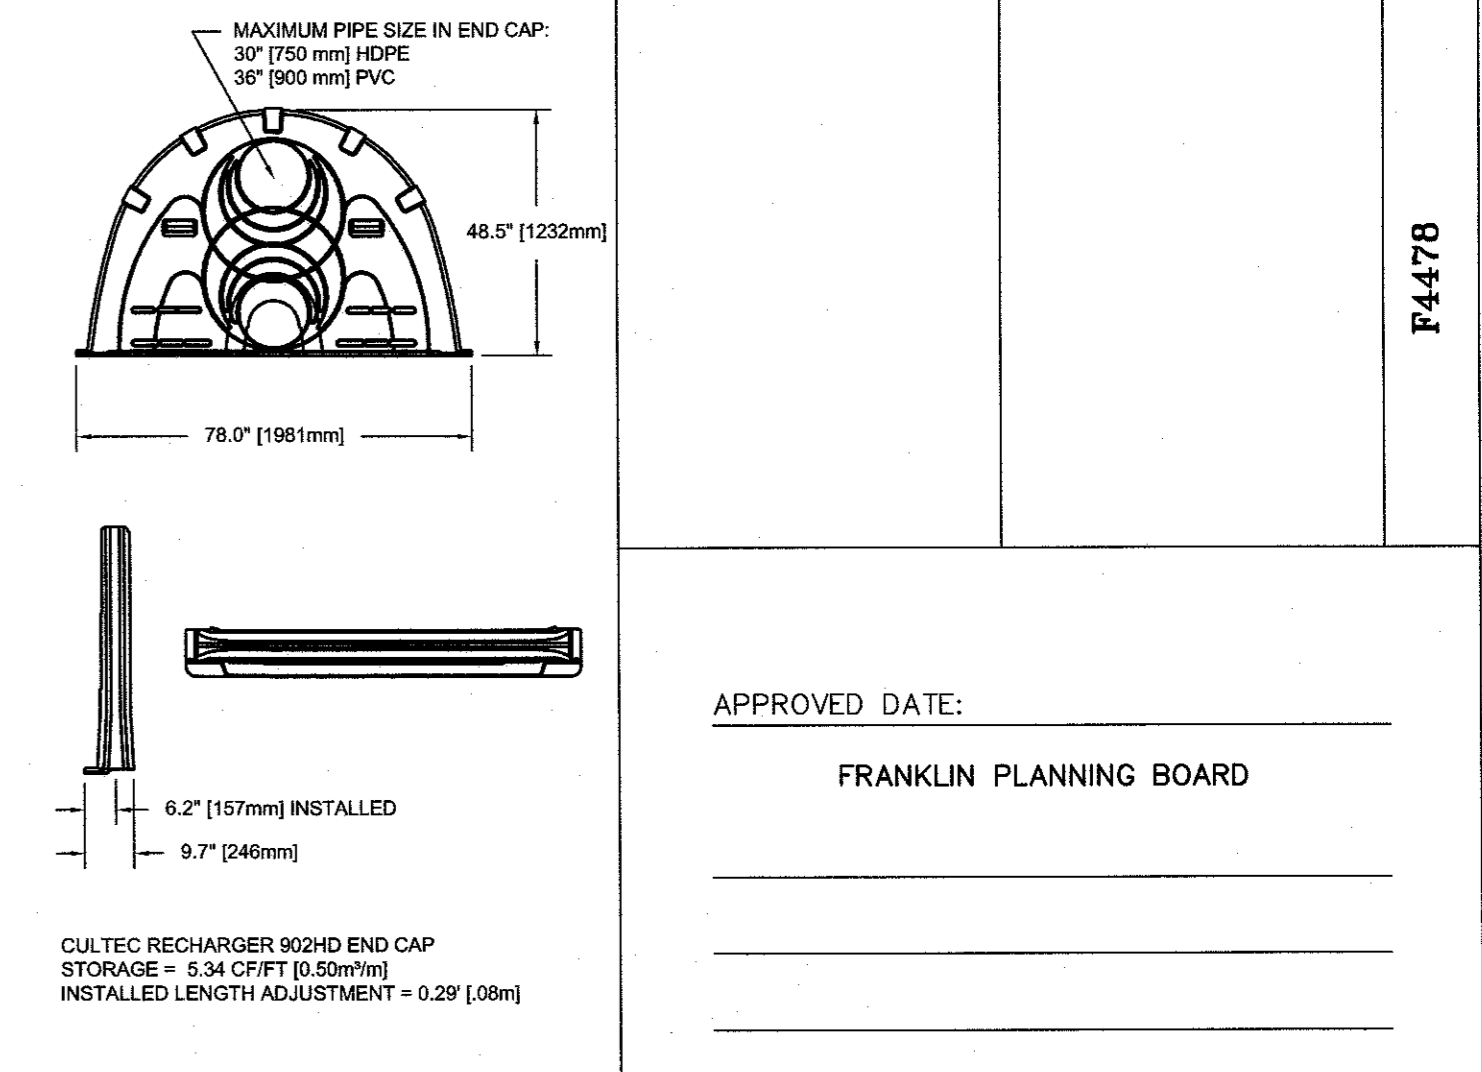 MAXIMUM PIPE SIZE IN END CAP:
30" [750 mm] HDPE
36" [900 mm] PVC
48.5" [1232mm]
78.0" [1981mm]
6.2" [157mm] INSTALLED
9.7" [246mm]
CULTEC RECHARGER 902HD END CAP
STORAGE = 5.34 CF/FT [0.50m³/m]
INSTALLED LENGTH ADJUSTMENT = 0.29' [.08m]
F4478
APPROVED DATE:
FRANKLIN PLANNING BOARD